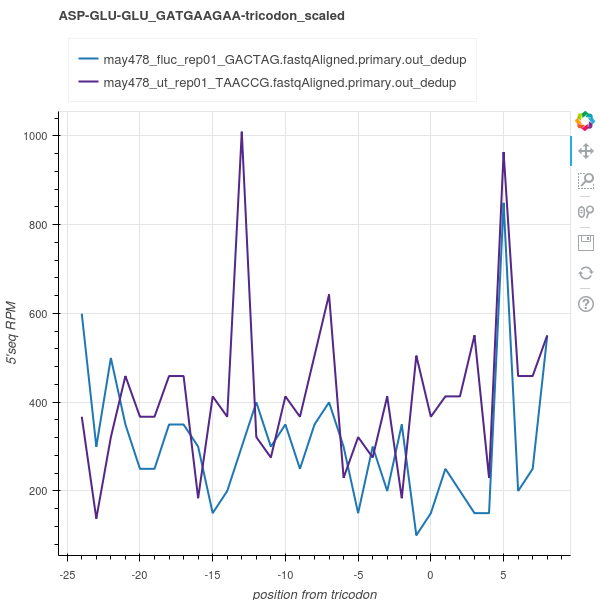 ASP-GLU-GLU_GATGAAGAA-tricodon_scaled
may478_fluc_rep01_GACTAG.fastqAligned.primary.out_dedup
may478_ut_rep01_TAACCG.fastqAligned.primary.out_dedup
1000
800
600
400
200
5'seq RPM
-25 -20 -15 -10 -5 0 5
position from tricodon